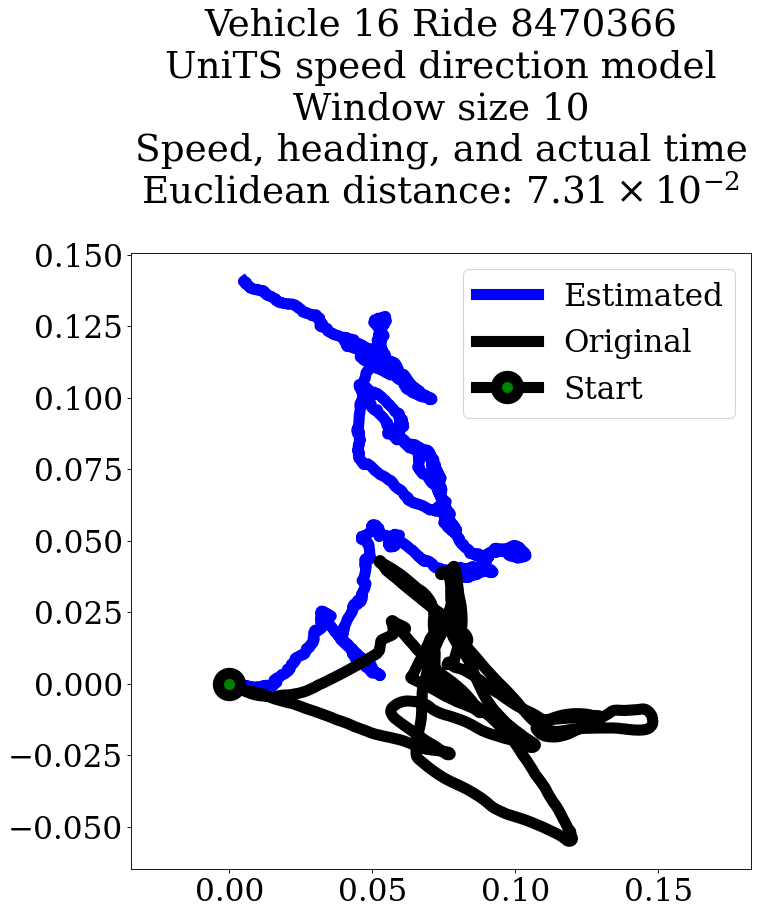 Vehicle 16 Ride 8470366
UniTS speed direction model
Window size 10
Speed, heading, and actual time
Euclidean distance: 7.31 × 10⁻²
0.150
0.125
0.100
0.075
0.050
0.025
0.000
−0.025
−0.050
Estimated
Original
Start
0.00 0.05 0.10 0.15